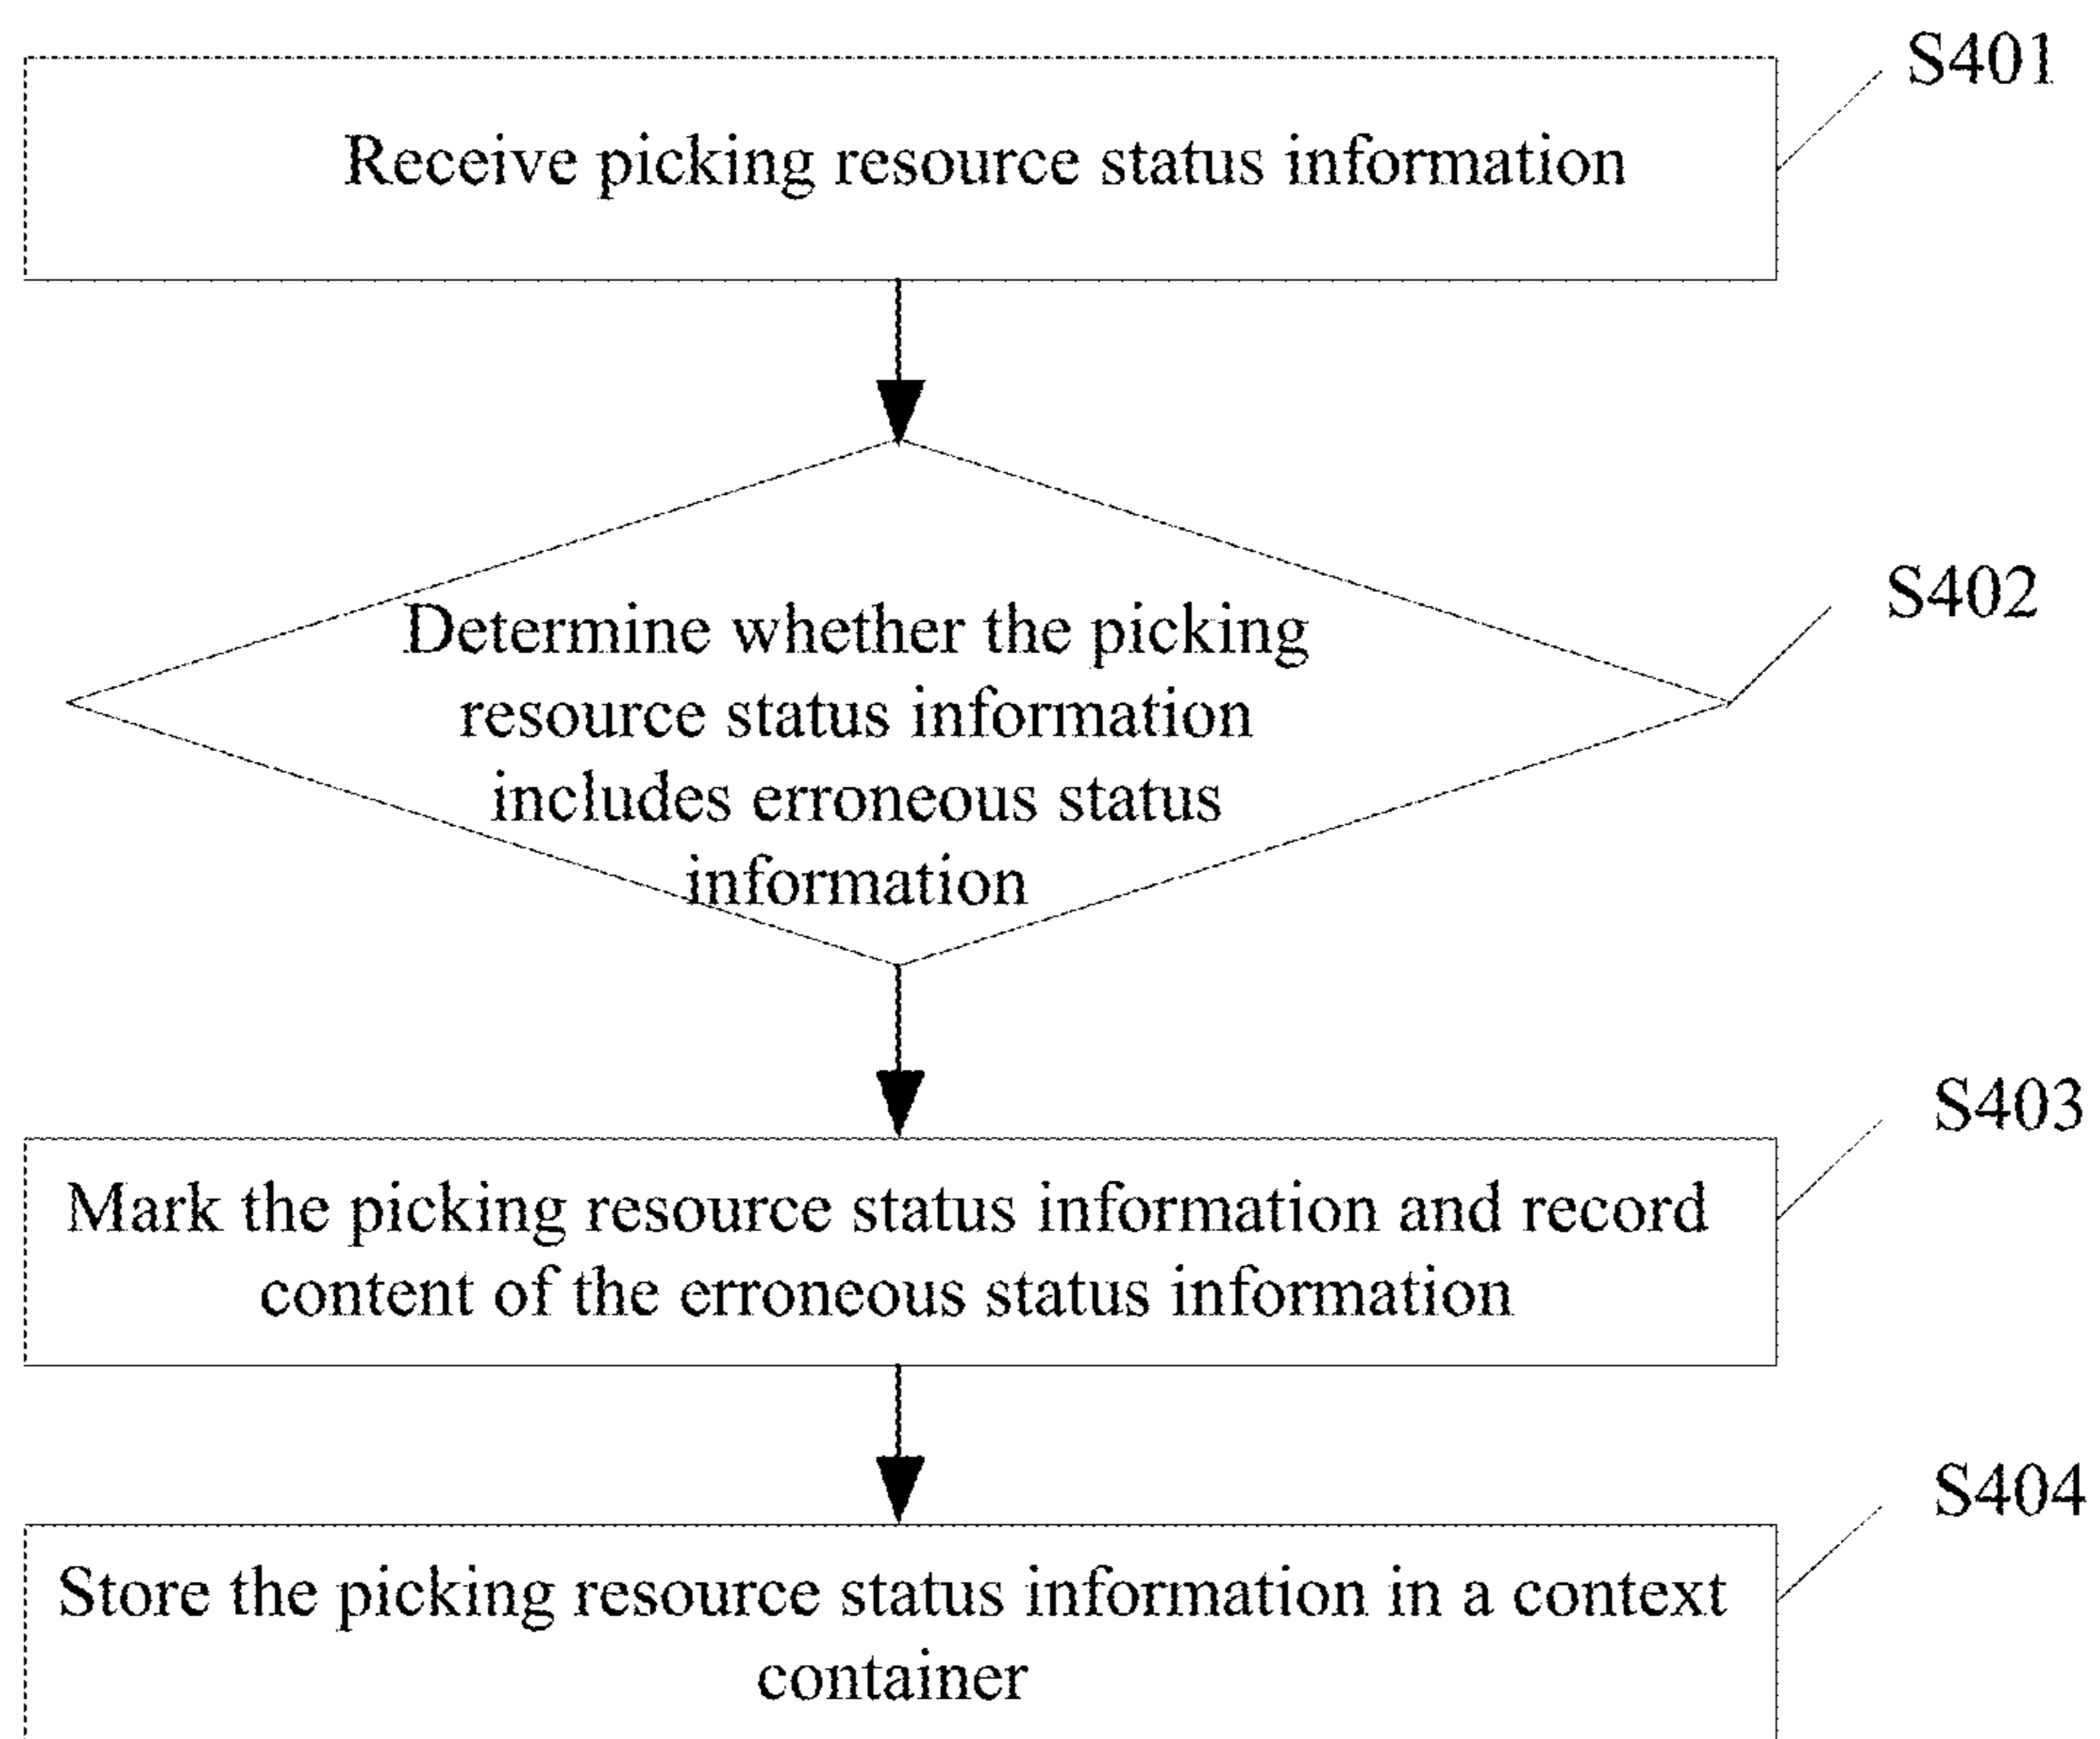 S401
Receive picking resource status information
S402
Determine whether the picking
resource status information
includes erroneous status
information
S403
Mark the picking resource status information and record
content of the erroneous status information
S404
Store the picking resource status information in a context
container